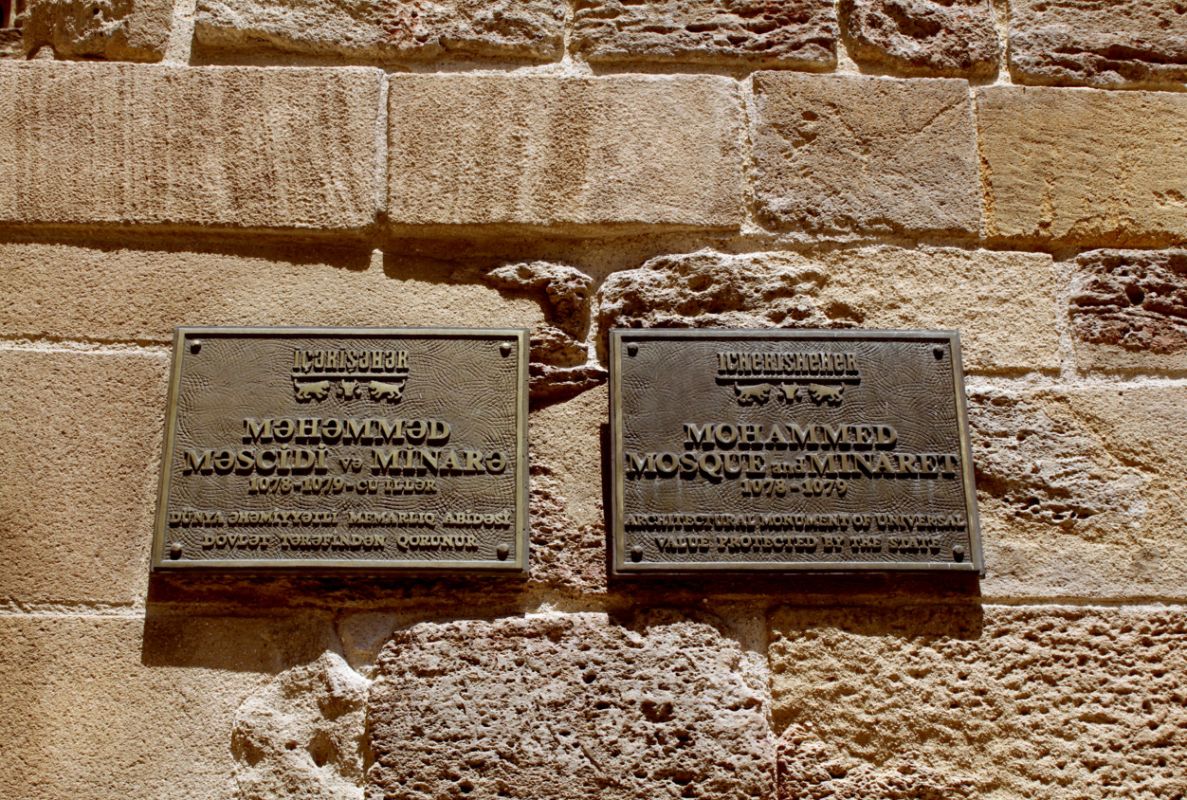 İÇƏRİŞƏHƏR
MƏHƏMMƏD
MƏSCİDİ və MİNARƏ
1078-1079-CU İLLƏR
DÜNYA ƏHƏMİYYƏTLİ MEMARLIQ ABİDƏSİ
DÖVLƏT TƏRƏFİNDƏN QORUNUR
ICHERISHEHER
MOHAMMED
MOSQUE and MINARET
1078-1079
ARCHITECTURAL MONUMENT OF UNIVERSAL
VALUE PROTECTED BY THE STATE